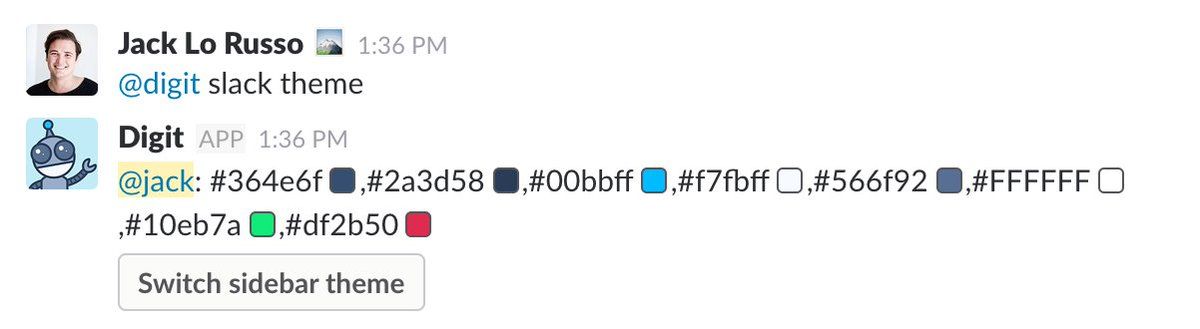 Jack Lo Russo 1:36 PM
@digit slack theme
Digit APP 1:36 PM
@jack: #364e6f ,#2a3d58 ,#00bbff ,#f7fbff ,#566f92 ,#FFFFFF
,#10eb7a ,#df2b50
Switch sidebar theme